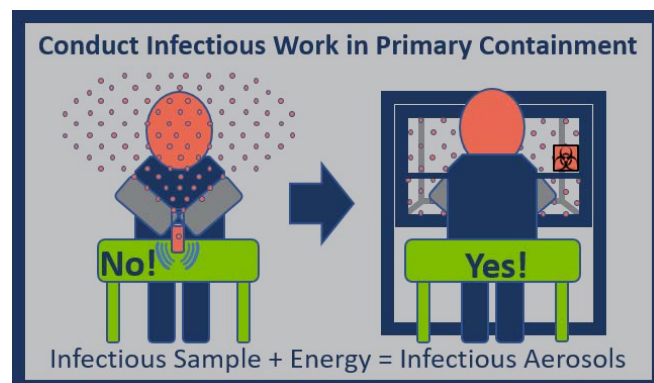 Conduct Infectious Work in Primary Containment
No!
Yes!
Infectious Sample + Energy = Infectious Aerosols